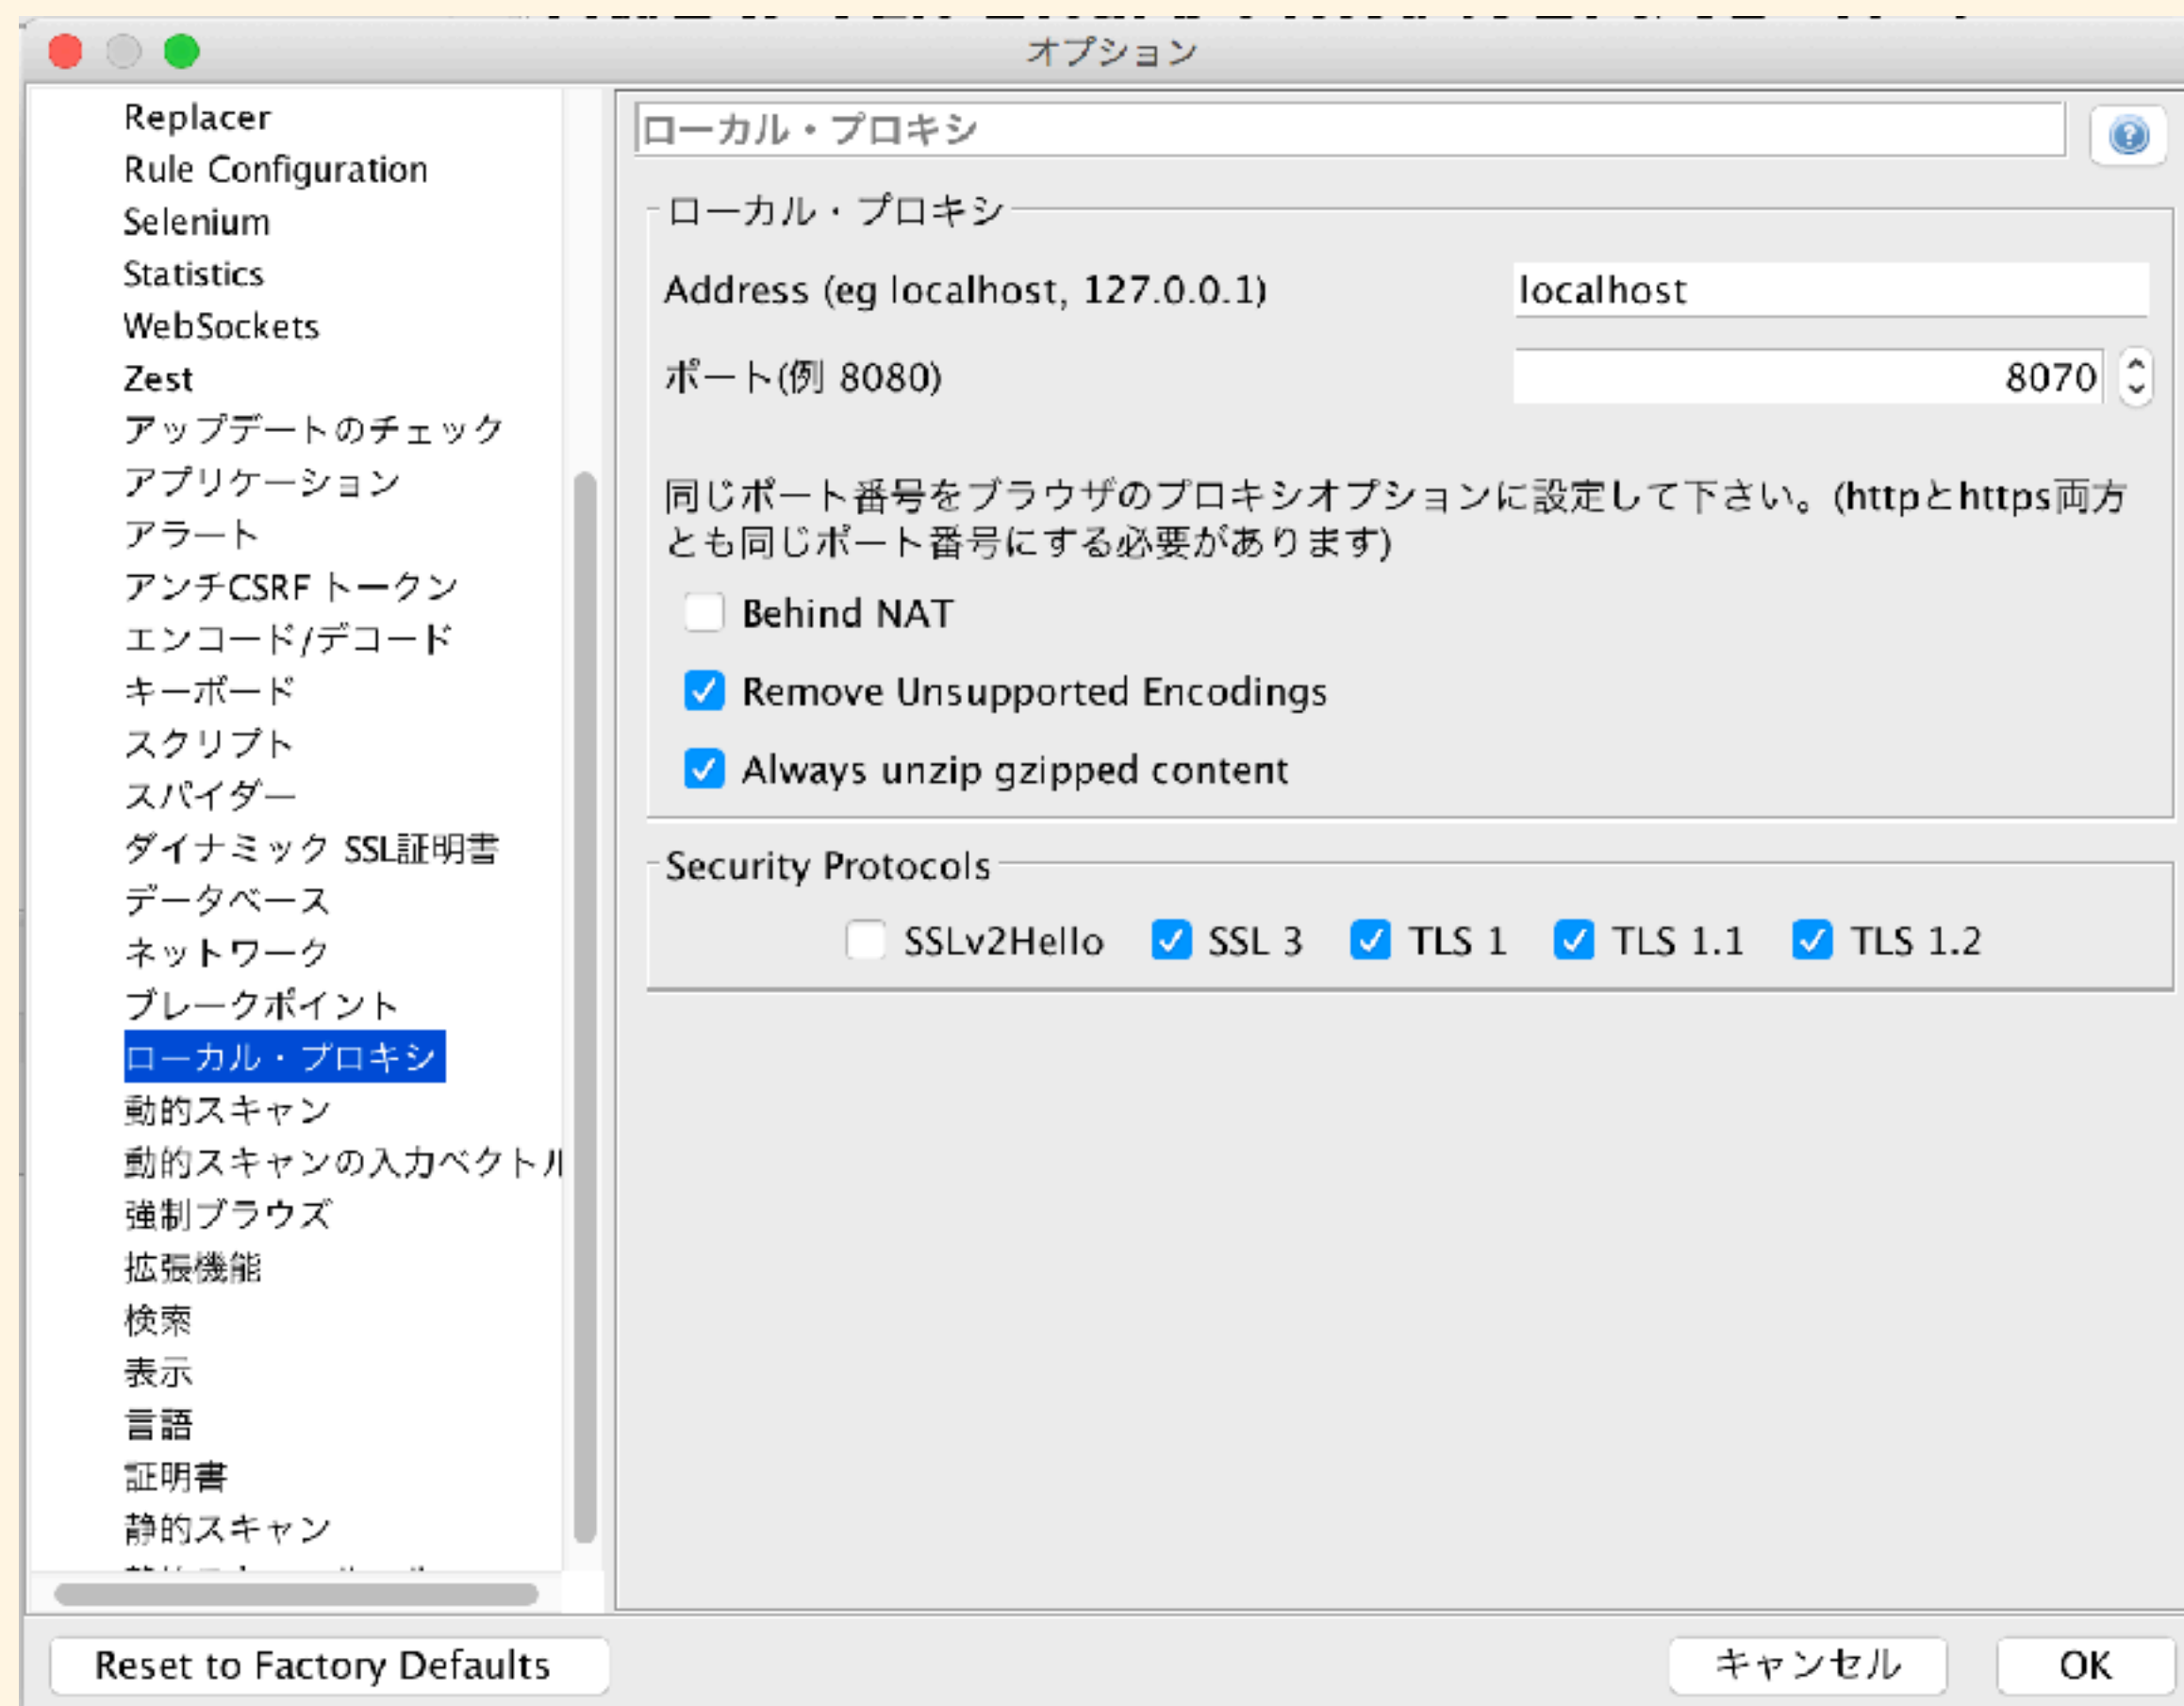 オプション
Replacer
Rule Configuration
Selenium
Statistics
WebSockets
Zest
アップデートのチェック
アプリケーション
アラート
アンチCSRF トークン
エンコード/デコード
キーボード
スクリプト
スパイダー
ダイナミック SSL証明書
データベース
ネットワーク
ブレークポイント
ローカル・プロキシ
動的スキャン
動的スキャンの入力ベクトル
強制ブラウズ
拡張機能
検索
表示
言語
証明書
静的スキャン
ローカル・プロキシ
ローカル・プロキシ
Address (eg localhost, 127.0.0.1) localhost
ポート(例 8080) 8070
同じポート番号をブラウザのプロキシオプションに設定して下さい。(httpとhttps両方
とも同じポート番号にする必要があります)
Behind NAT
Remove Unsupported Encodings
Always unzip gzipped content
Security Protocols
SSLv2Hello SSL 3 TLS 1 TLS 1.1 TLS 1.2
Reset to Factory Defaults キャンセル OK